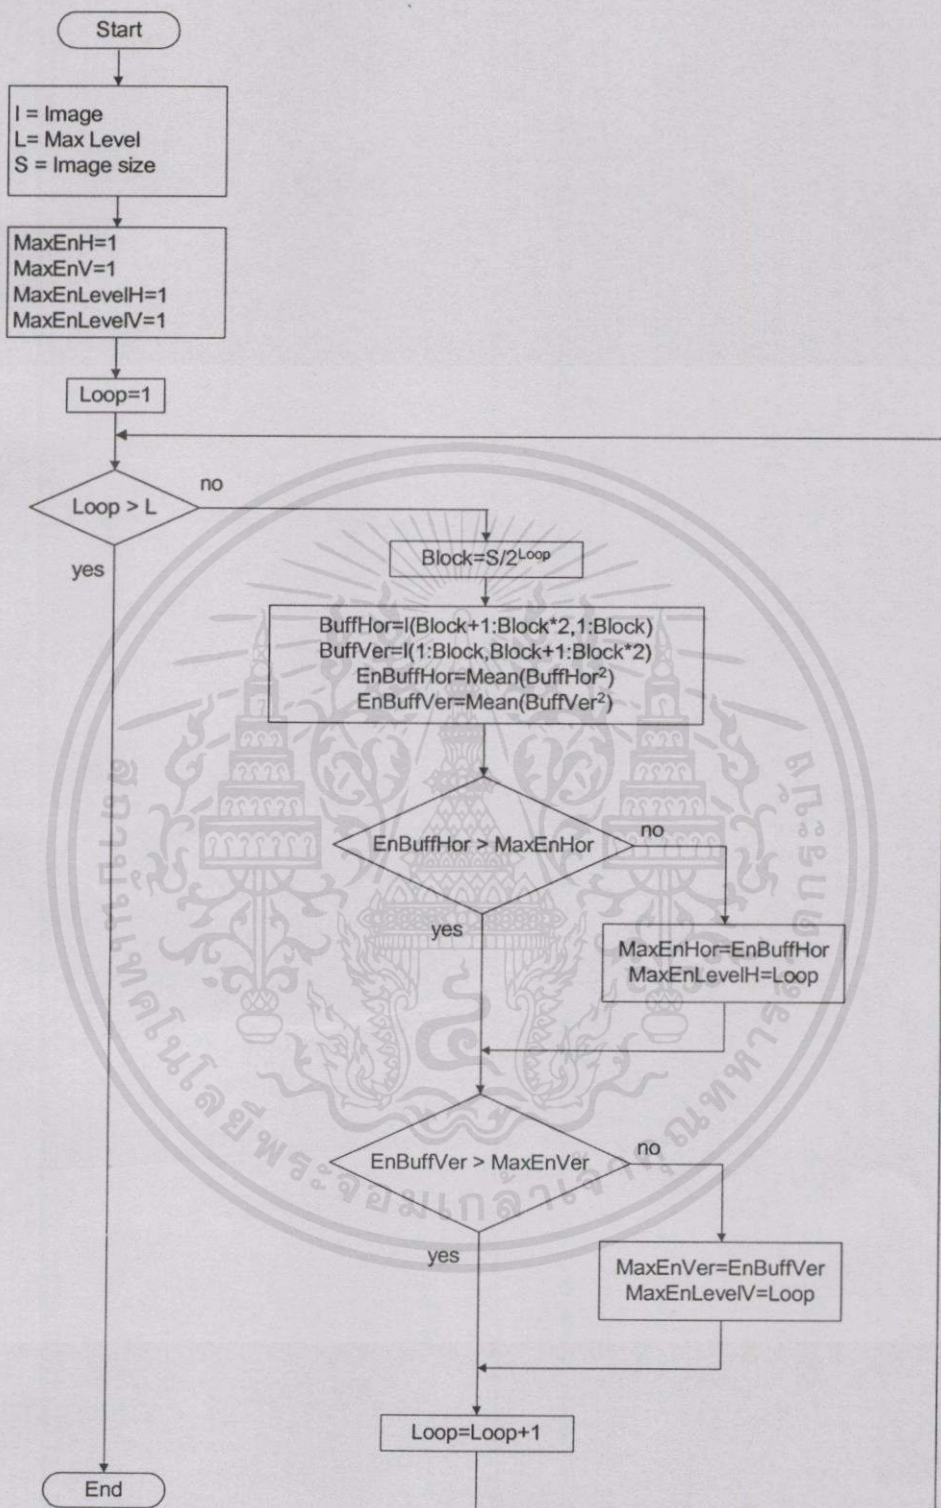 Start
I = Image
L= Max Level
S = Image size
MaxEnH=1
MaxEnV=1
MaxEnLevelH=1
MaxEnLevelV=1
Loop=1
Loop > L
no
yes
Block=S/2^Loop
BuffHor=I(Block+1:Block*2,1:Block)
BuffVer=I(1:Block,Block+1:Block*2)
EnBuffHor=Mean(BuffHor²)
EnBuffVer=Mean(BuffVer²)
EnBuffHor > MaxEnHor
no
yes
MaxEnHor=EnBuffHor
MaxEnLevelH=Loop
EnBuffVer > MaxEnVer
no
yes
MaxEnVer=EnBuffVer
MaxEnLevelV=Loop
Loop=Loop+1
End